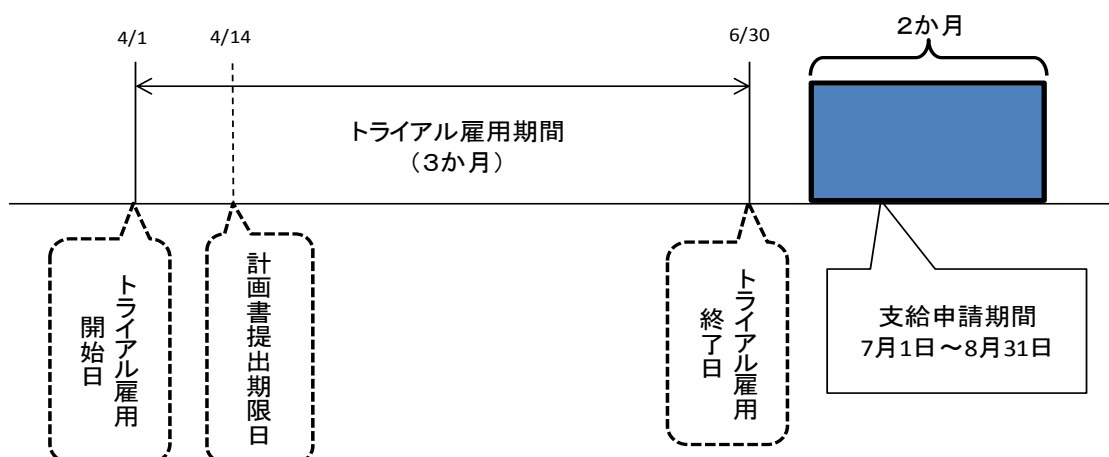 4/1
4/14
6/30
2か月
トライアル雇用期間
（3か月）
トライアル雇用
開始日
計画書提出期限日
トライアル雇用
終了日
支給申請期間
7月1日～8月31日